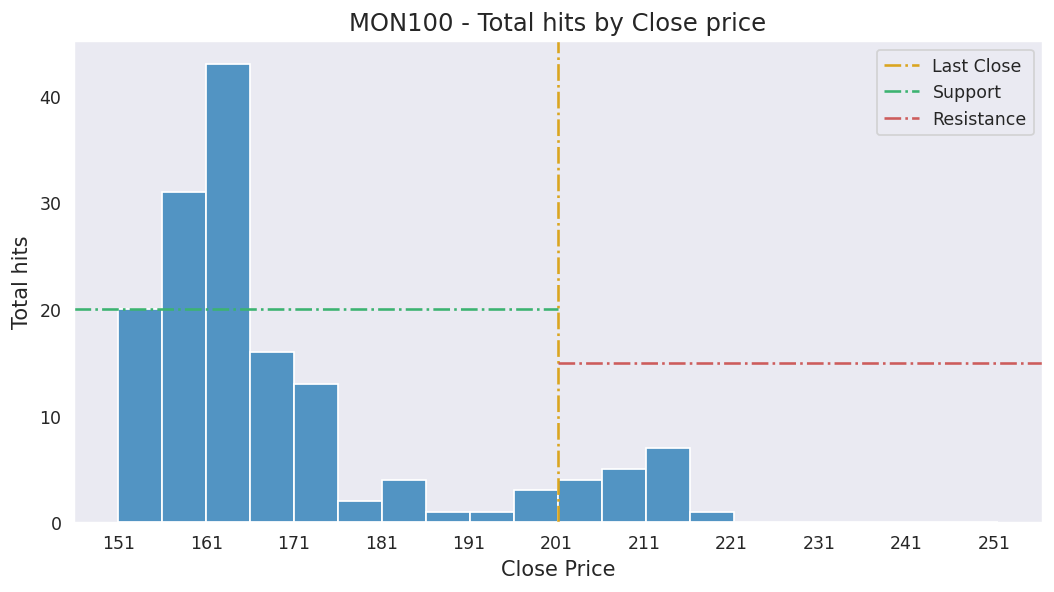 MON100 - Total hits by Close price
Last Close
Support
Resistance
Total hits
40
30
20
10
0
151 161 171 181 191 201 211 221 231 241 251
Close Price